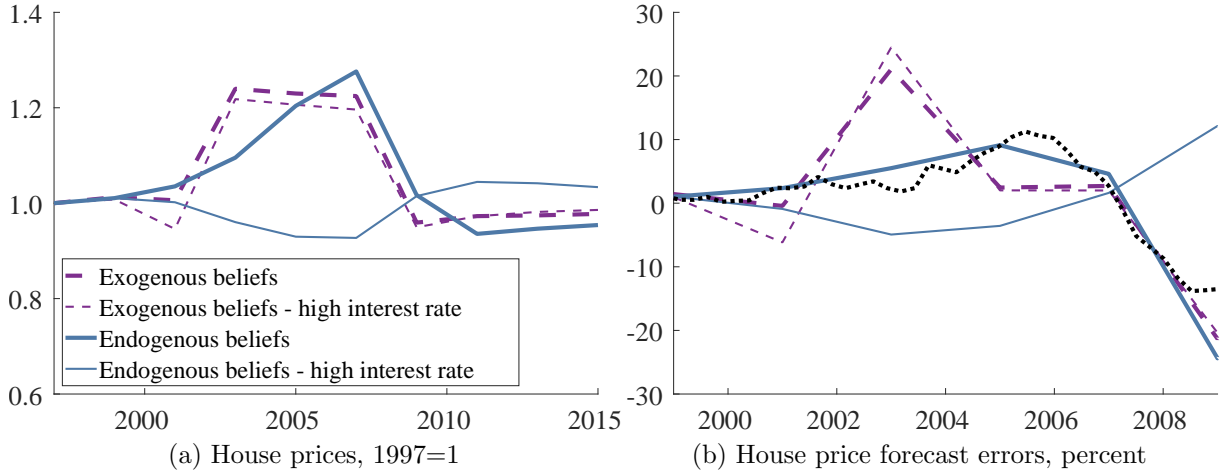 1.4
1.2
1.0
0.8
0.6
Exogenous beliefs
Exogenous beliefs - high interest rate
Endogenous beliefs
Endogenous beliefs - high interest rate
2000 2005 2010 2015
(a) House prices, 1997=1
30
20
10
0
-10
-20
-30
2000 2002 2004 2006 2008
(b) House price forecast errors, percent